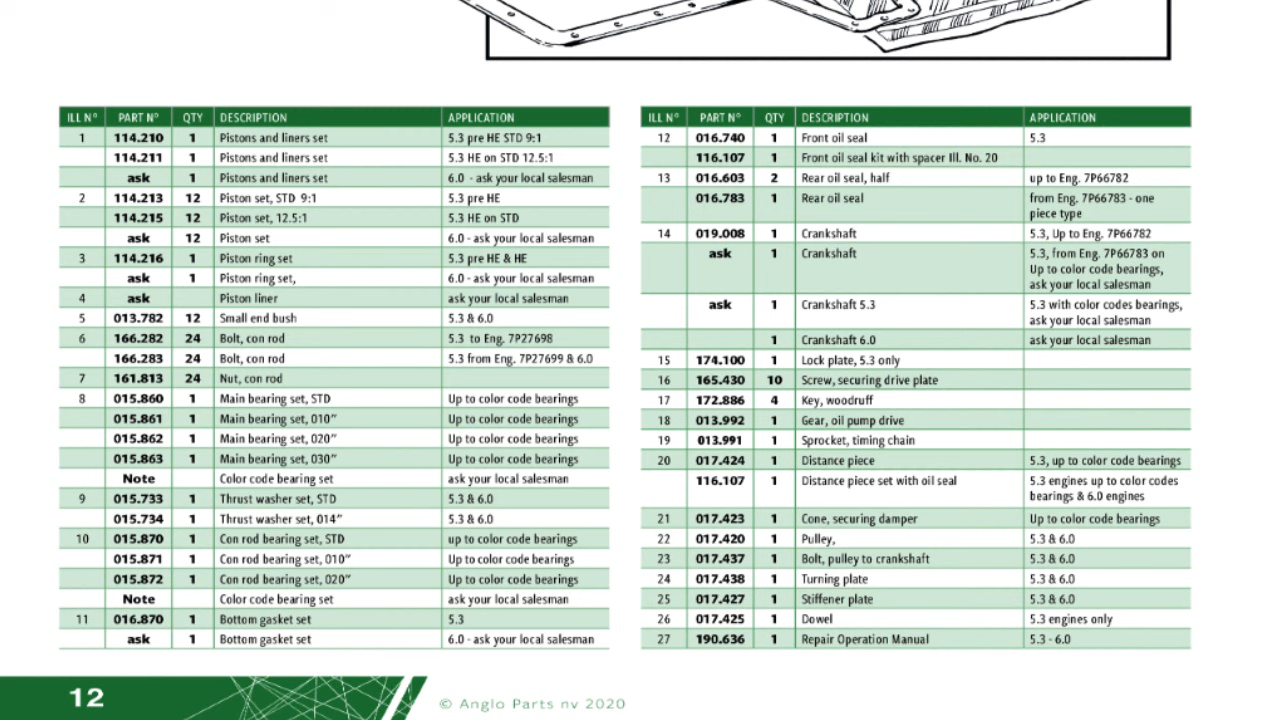 ILL N° PART N° QTY DESCRIPTION APPLICATION
1 114.210 1 Pistons and liners set 5.3 pre HE STD 9:1
114.211 1 Pistons and liners set 5.3 HE on STD 12.5:1
ask 1 Pistons and liners set 6.0 - ask your local salesman
2 114.213 12 Piston set, STD 9:1 5.3 pre HE
114.215 12 Piston set, 12.5:1 5.3 HE on STD
ask 12 Piston set 6.0 - ask your local salesman
3 114.216 1 Piston ring set 5.3 pre HE & HE
ask 1 Piston ring set, 6.0 - ask your local salesman
4 ask Piston liner ask your local salesman
5 013.782 12 Small end bush 5.3 & 6.0
6 166.282 24 Bolt, con rod 5.3 to Eng. 7P27698
166.283 24 Bolt, con rod 5.3 from Eng. 7P27699 & 6.0
7 161.813 24 Nut, con rod
8 015.860 1 Main bearing set, STD Up to color code bearings
015.861 1 Main bearing set, 010" Up to color code bearings
015.862 1 Main bearing set, 020" Up to color code bearings
015.863 1 Main bearing set, 030" Up to color code bearings
Note Color code bearing set ask your local salesman
9 015.733 1 Thrust washer set, STD 5.3 & 6.0
015.734 1 Thrust washer set, 014" 5.3 & 6.0
10 015.870 1 Con rod bearing set, STD up to color code bearings
015.871 1 Con rod bearing set, 010" Up to color code bearings
015.872 1 Con rod bearing set, 020" Up to color code bearings
Note Color code bearing set ask your local salesman
11 016.870 1 Bottom gasket set 5.3
ask 1 Bottom gasket set 6.0 - ask your local salesman
ILL N° PART N° QTY DESCRIPTION APPLICATION
12 016.740 1 Front oil seal 5.3
116.107 1 Front oil seal kit with spacer Ill. No. 20
13 016.603 2 Rear oil seal, half up to Eng. 7P66782
016.783 1 Rear oil seal from Eng. 7P66783 - one
piece type
14 019.008 1 Crankshaft 5.3, Up to Eng. 7P66782
ask 1 Crankshaft 5.3, from Eng. 7P66783 on
Up to color code bearings,
ask your local salesman
ask 1 Crankshaft 5.3 5.3 with color codes bearings,
ask your local salesman
1 Crankshaft 6.0 ask your local salesman
15 174.100 1 Lock plate, 5.3 only
16 165.430 10 Screw, securing drive plate
17 172.886 4 Key, woodruff
18 013.992 1 Gear, oil pump drive
19 013.991 1 Sprocket, timing chain
20 017.424 1 Distance piece 5.3, up to color code bearings
116.107 1 Distance piece set with oil seal 5.3 engines up to color codes
bearings & 6.0 engines
21 017.423 1 Cone, securing damper Up to color code bearings
22 017.420 1 Pulley, 5.3 & 6.0
23 017.437 1 Bolt, pulley to crankshaft 5.3 & 6.0
24 017.438 1 Turning plate 5.3 & 6.0
25 017.427 1 Stiffener plate 5.3 & 6.0
26 017.425 1 Dowel 5.3 engines only
27 190.636 1 Repair Operation Manual 5.3 - 6.0
12
© Anglo Parts nv 2020